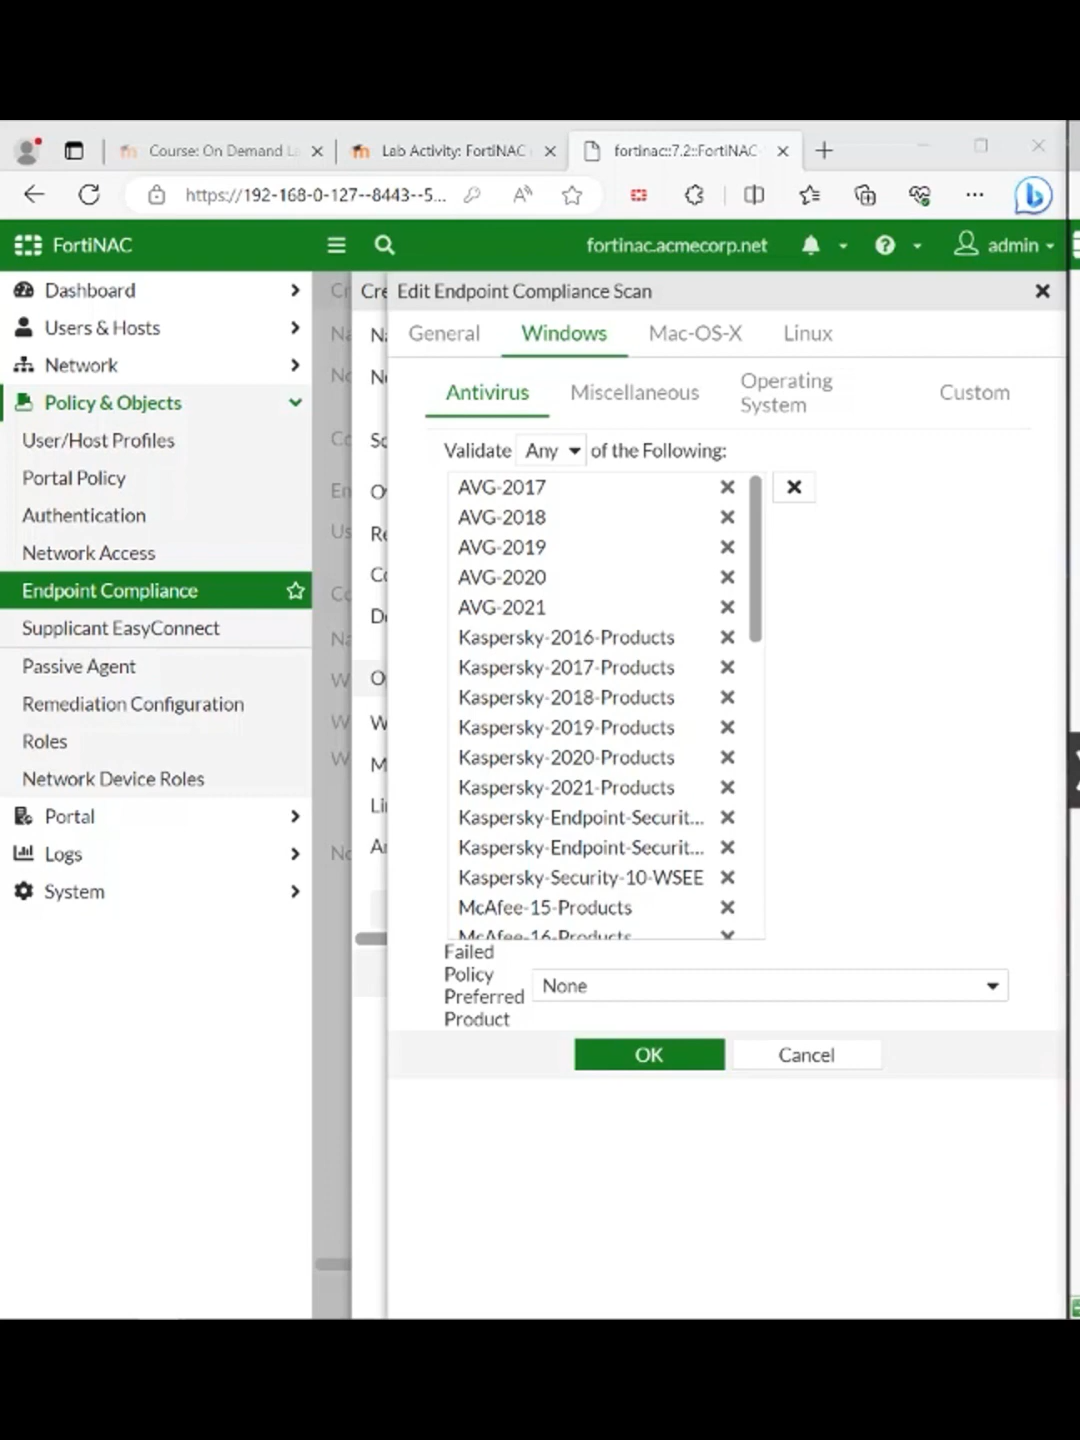 Course: On Demand L
Lab Activity: FortiNAC
fortinac::7.2::FortiNAC
https://192-168-0-127--8443--5...
FortiNAC
fortinac.acmecorp.net
admin
Dashboard
Users & Hosts
Network
Policy & Objects
User/Host Profiles
Portal Policy
Authentication
Network Access
Endpoint Compliance
Supplicant EasyConnect
Passive Agent
Remediation Configuration
Roles
Network Device Roles
Portal
Logs
System
Cre
Edit Endpoint Compliance Scan
General
Windows
Mac-OS-X
Linux
Antivirus
Miscellaneous
Operating
System
Custom
Validate Any of the Following:
AVG-2017
AVG-2018
AVG-2019
AVG-2020
AVG-2021
Kaspersky-2016-Products
Kaspersky-2017-Products
Kaspersky-2018-Products
Kaspersky-2019-Products
Kaspersky-2020-Products
Kaspersky-2021-Products
Kaspersky-Endpoint-Securit...
Kaspersky-Endpoint-Securit...
Kaspersky-Security-10-WSEE
McAfee-15-Products
McAfee-16-Products
Failed
Policy
Preferred
Product
None
OK
Cancel